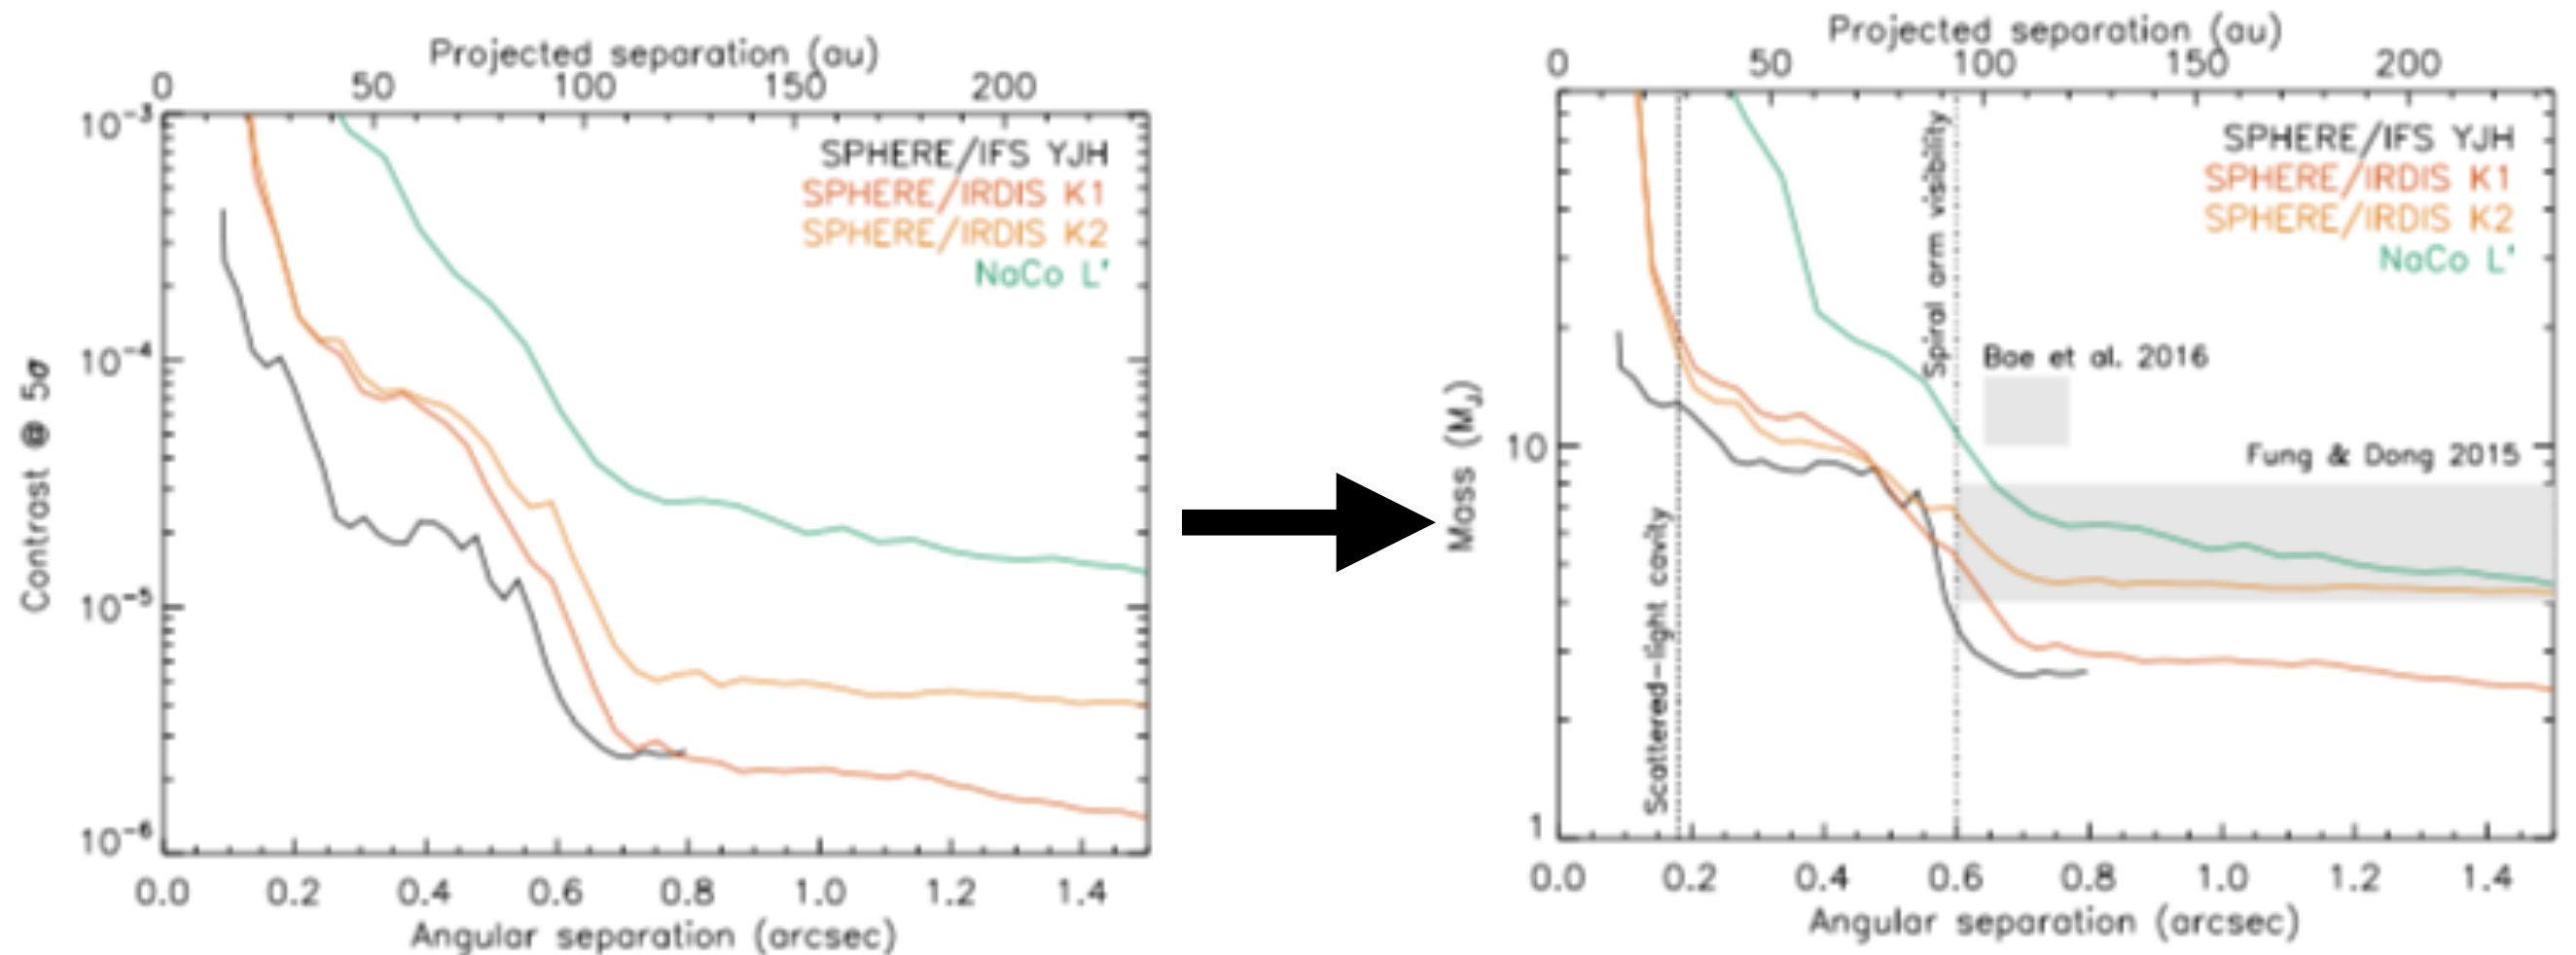 Projected separation (au)
0 50 100 150 200
10-3
10-4
10-5
10-6
Contrast @ 5σ
SPHERE/IFS YJH
SPHERE/IRDIS K1
SPHERE/IRDIS K2
NaCo L'
0.0 0.2 0.4 0.6 0.8 1.0 1.2 1.4
Angular separation (arcsec)
Projected separation (au)
0 50 100 150 200
10
1
Mass (MJ)
Scattered-light cavity
Spiral arm visibility
SPHERE/IFS YJH
SPHERE/IRDIS K1
SPHERE/IRDIS K2
NaCo L'
Bae et al. 2016
Fung & Dong 2015
0.0 0.2 0.4 0.6 0.8 1.0 1.2 1.4
Angular separation (arcsec)